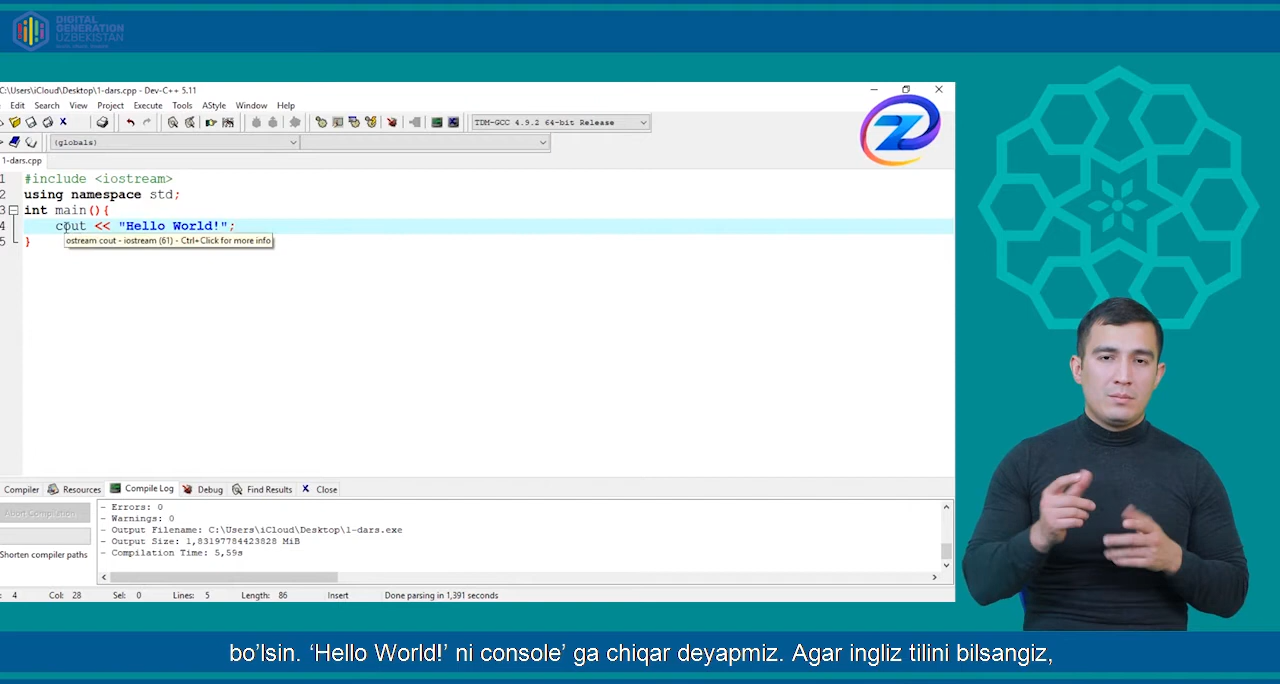 DIGITAL
GENERATION
UZBEKISTAN
C:\Users\iCloud\Desktop\1-dars.cpp - Dev-C++ 5.11
Edit Search View Project Execute Tools AStyle Window Help
TDM-GCC 4.9.2 64-bit Release
(globals)
1-dars.cpp
1 #include <iostream>
2 using namespace std;
3 int main(){
4 cout << "Hello World!";
5 }
ostream cout - iostream (61) - Ctrl+Click for more info
Compiler Resources Compile Log Debug Find Results Close
Abort Compilation
Shorten compiler paths
- Errors: 0
- Warnings: 0
- Output Filename: C:\Users\iCloud\Desktop\1-dars.exe
- Output Size: 1,83197784423828 MiB
- Compilation Time: 5,59s
: 4 Col: 28 Sel: 0 Lines: 5 Length: 86 Insert Done parsing in 1,391 seconds
bo’lsin. ‘Hello World!’ ni console’ ga chiqar deyapmiz. Agar ingliz tilini bilsangiz,